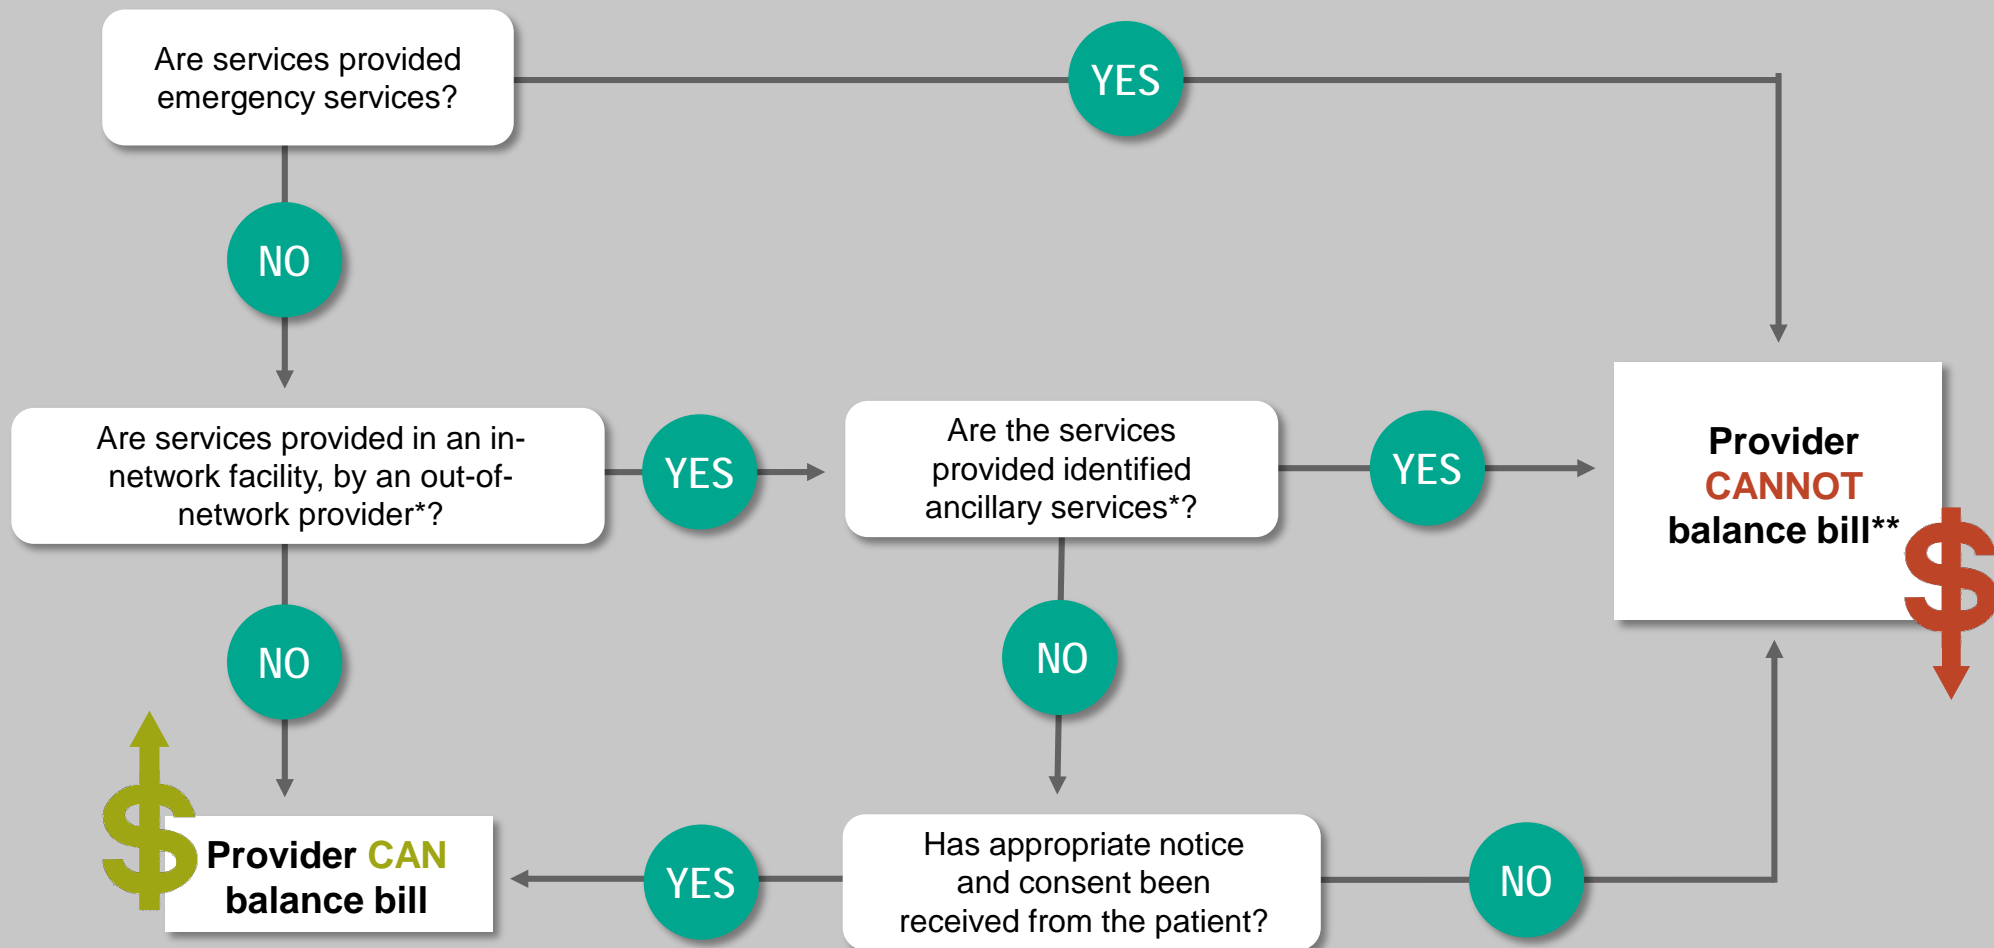 Are services provided
emergency services?
YES
NO
Are services provided in an in-
network facility, by an out-of-
network provider*?
YES
Are the services
provided identified
ancillary services*?
YES
Provider
CANNOT
balance bill**
$
NO
NO
$
Provider CAN
balance bill
YES
Has appropriate notice
and consent been
received from the patient?
NO